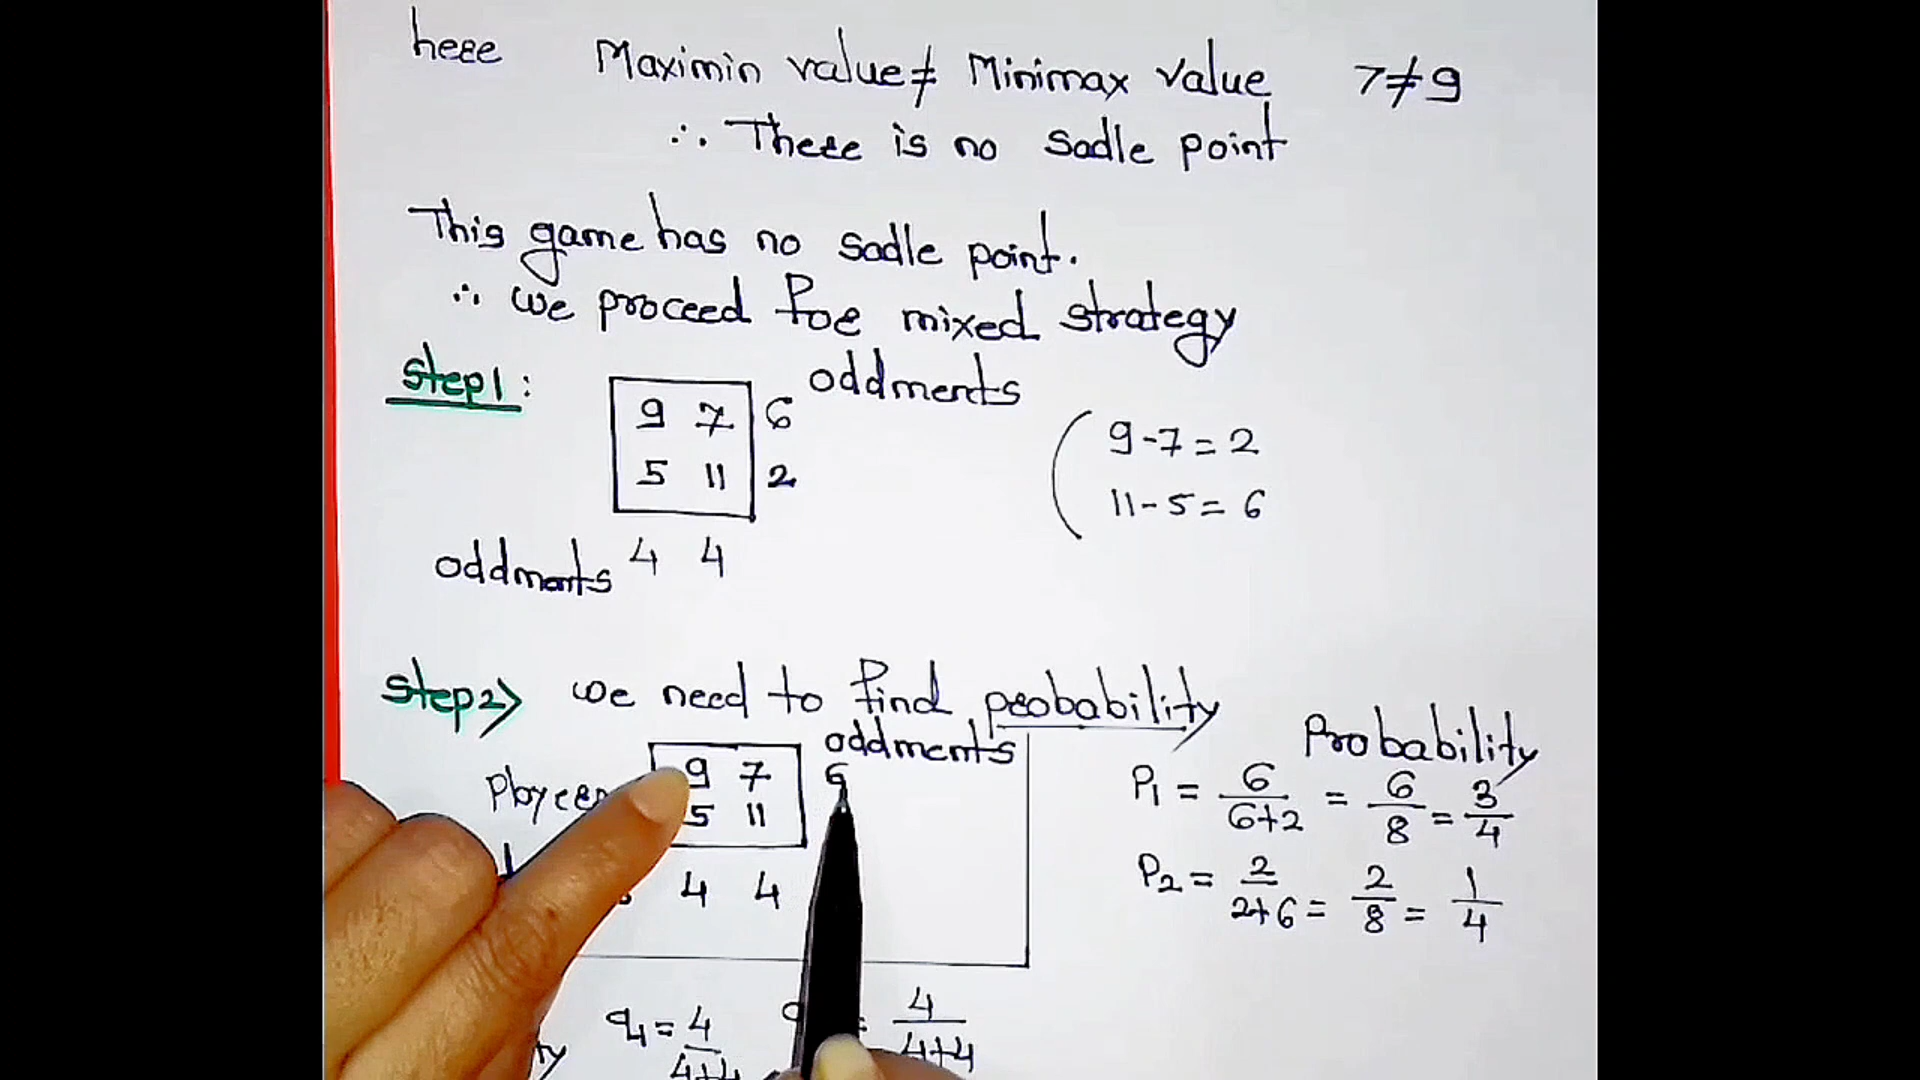 here Maximin value ≠ Minimax value 7≠9
∴ There is no sadle point
This game has no sadle point.
∴ we proceed for mixed strategy
Step1: oddments
9 7 6
5 11 2
9-7=2
11-5=6
oddments 4 4
Step2> we need to find probability
oddments
9 7 6
5 11
4 4
Probability
P1 = 6/6+2 = 6/8 = 3/4
P2 = 2/2+6 = 2/8 = 1/4
q1 = 4/4+4 = 4/4+4